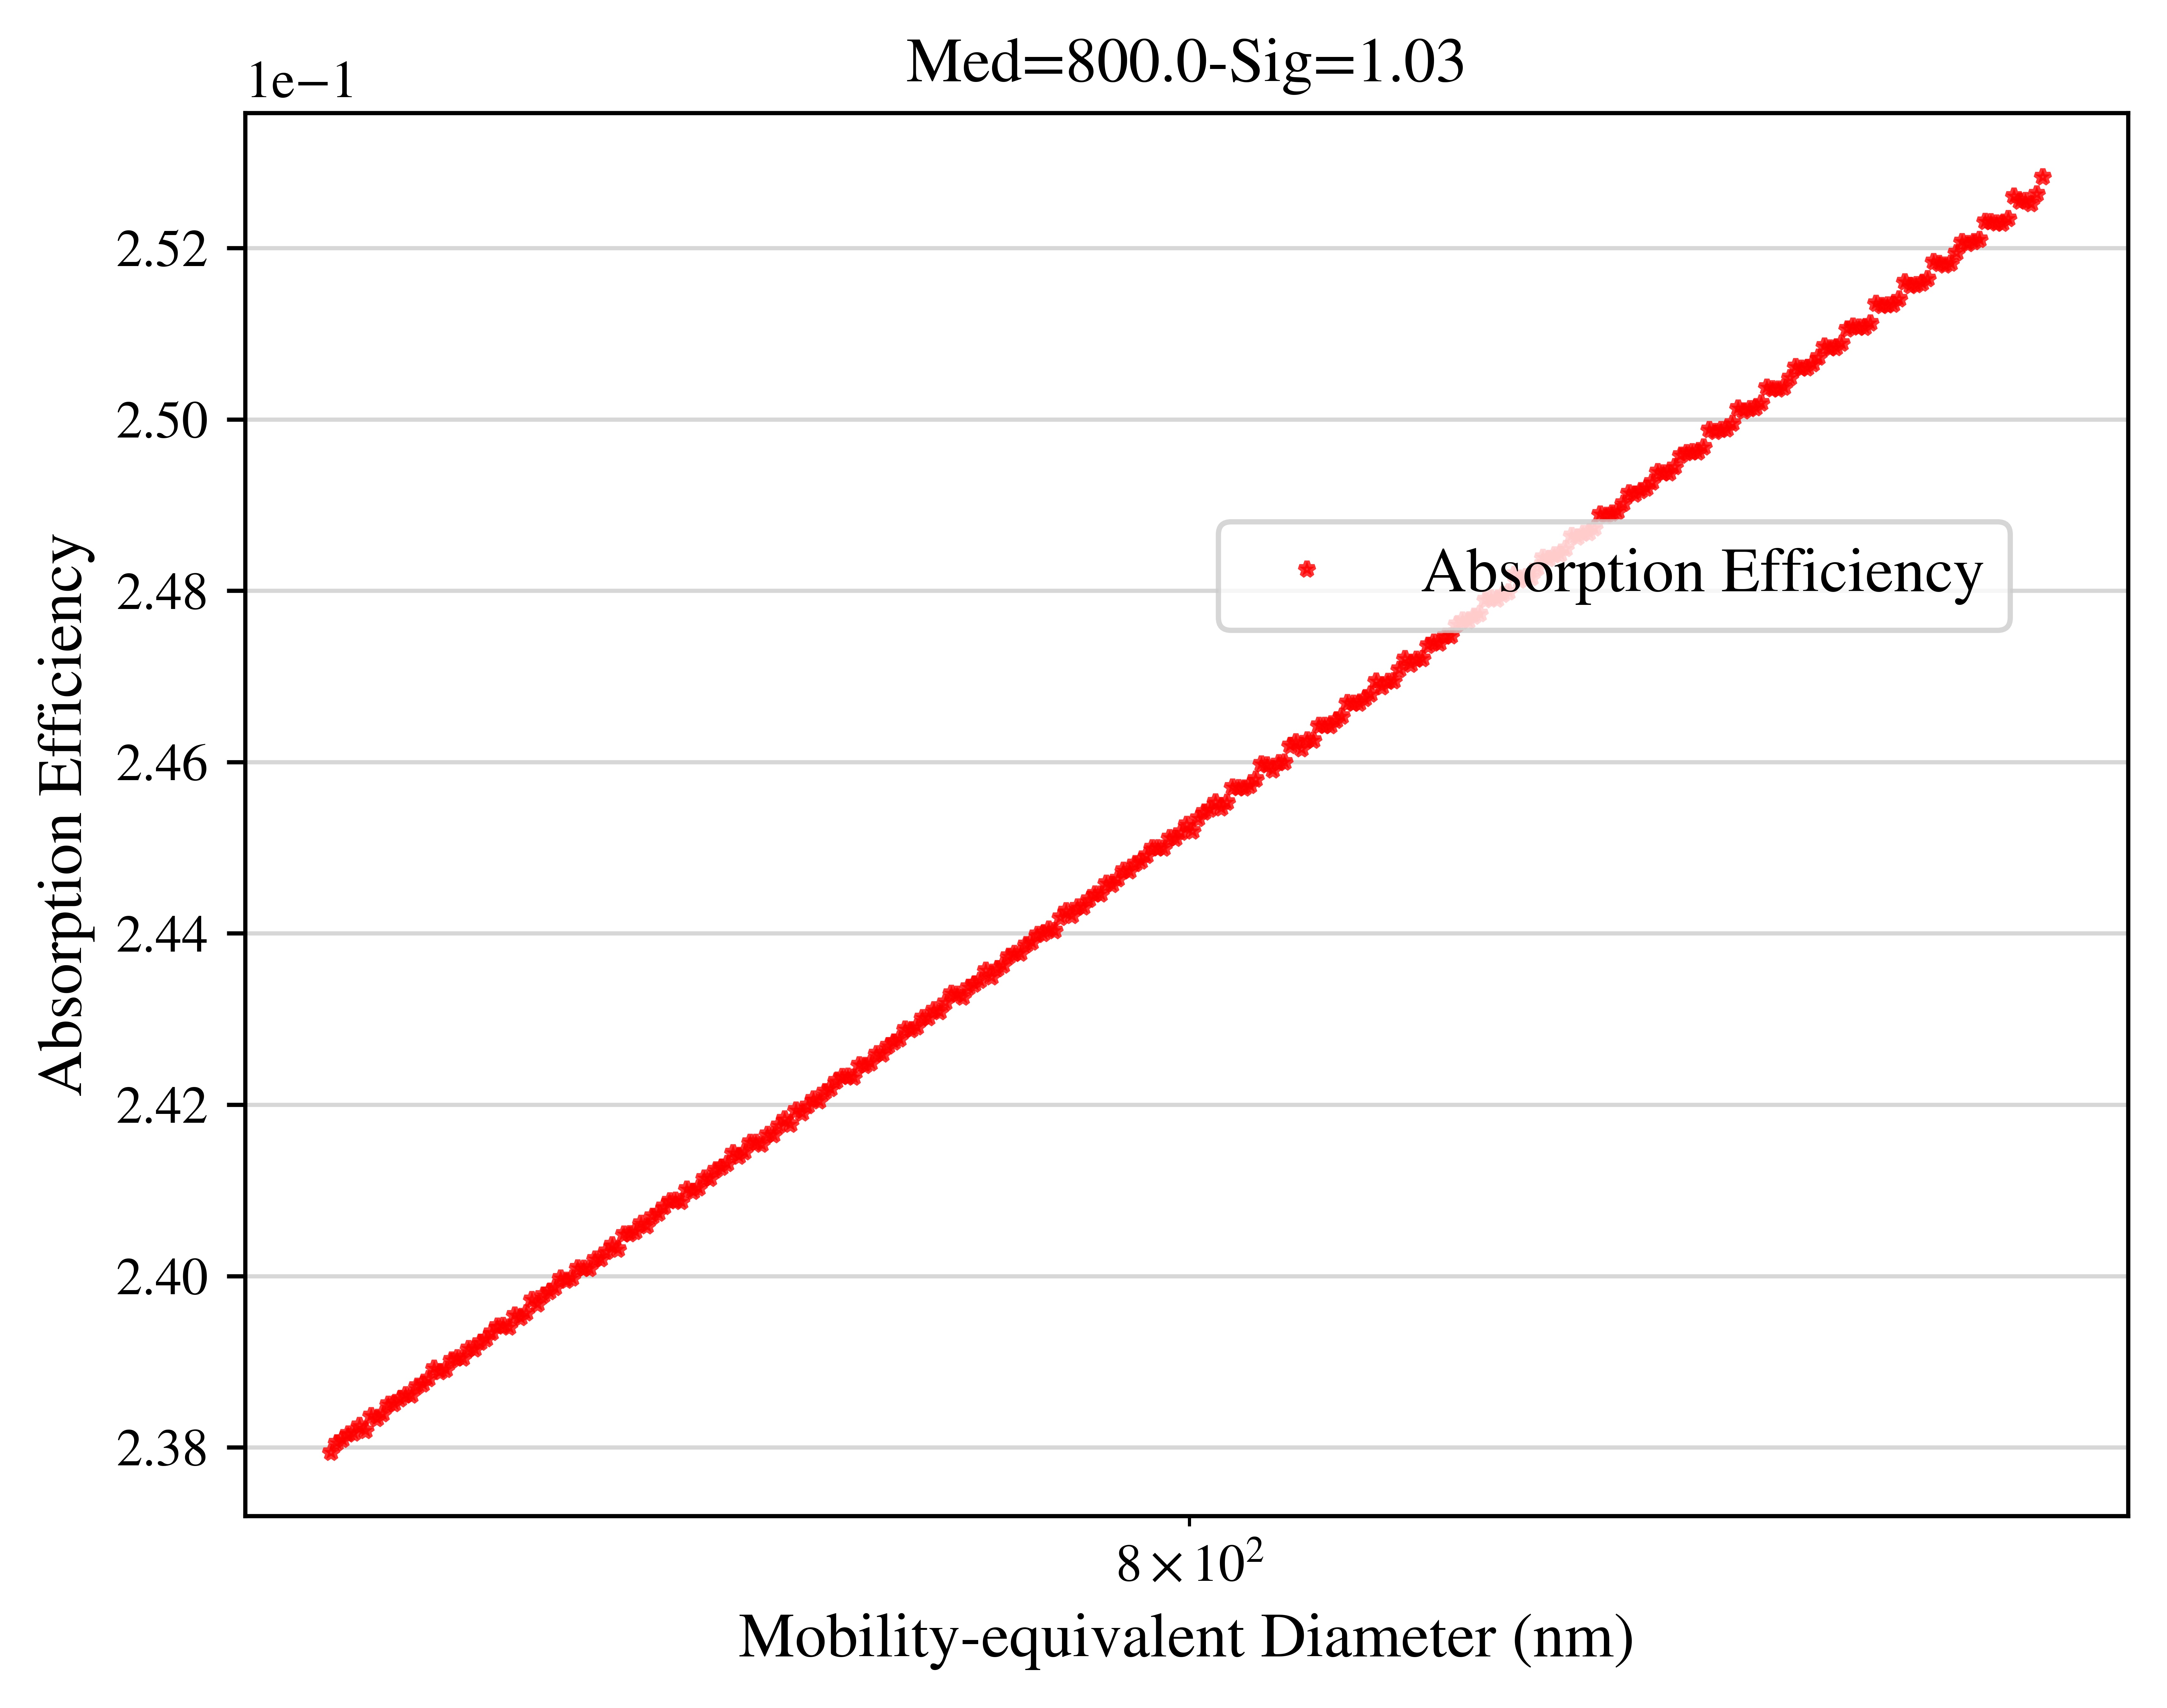 Med=800.0-Sig=1.03
1e−1
2.52
2.50
2.48
2.46
2.44
2.42
2.40
2.38
Absorption Efficiency
Absorption Efficiency
8×10²
Mobility-equivalent Diameter (nm)